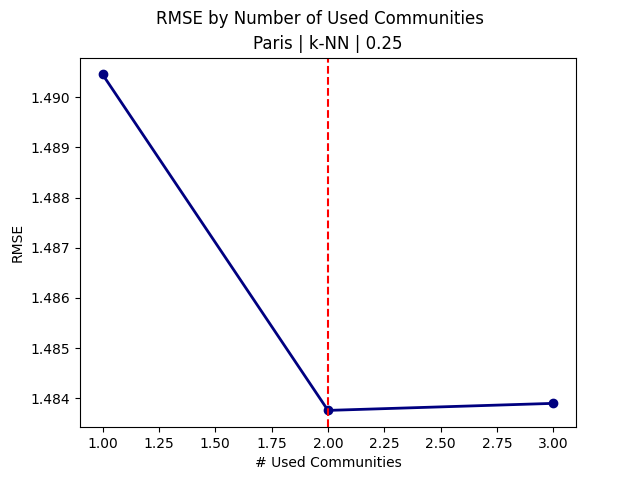 RMSE by Number of Used Communities
Paris | k-NN | 0.25
1.490
1.489
1.488
1.487
1.486
1.485
1.484
RMSE
1.00 1.25 1.50 1.75 2.00 2.25 2.50 2.75 3.00
# Used Communities